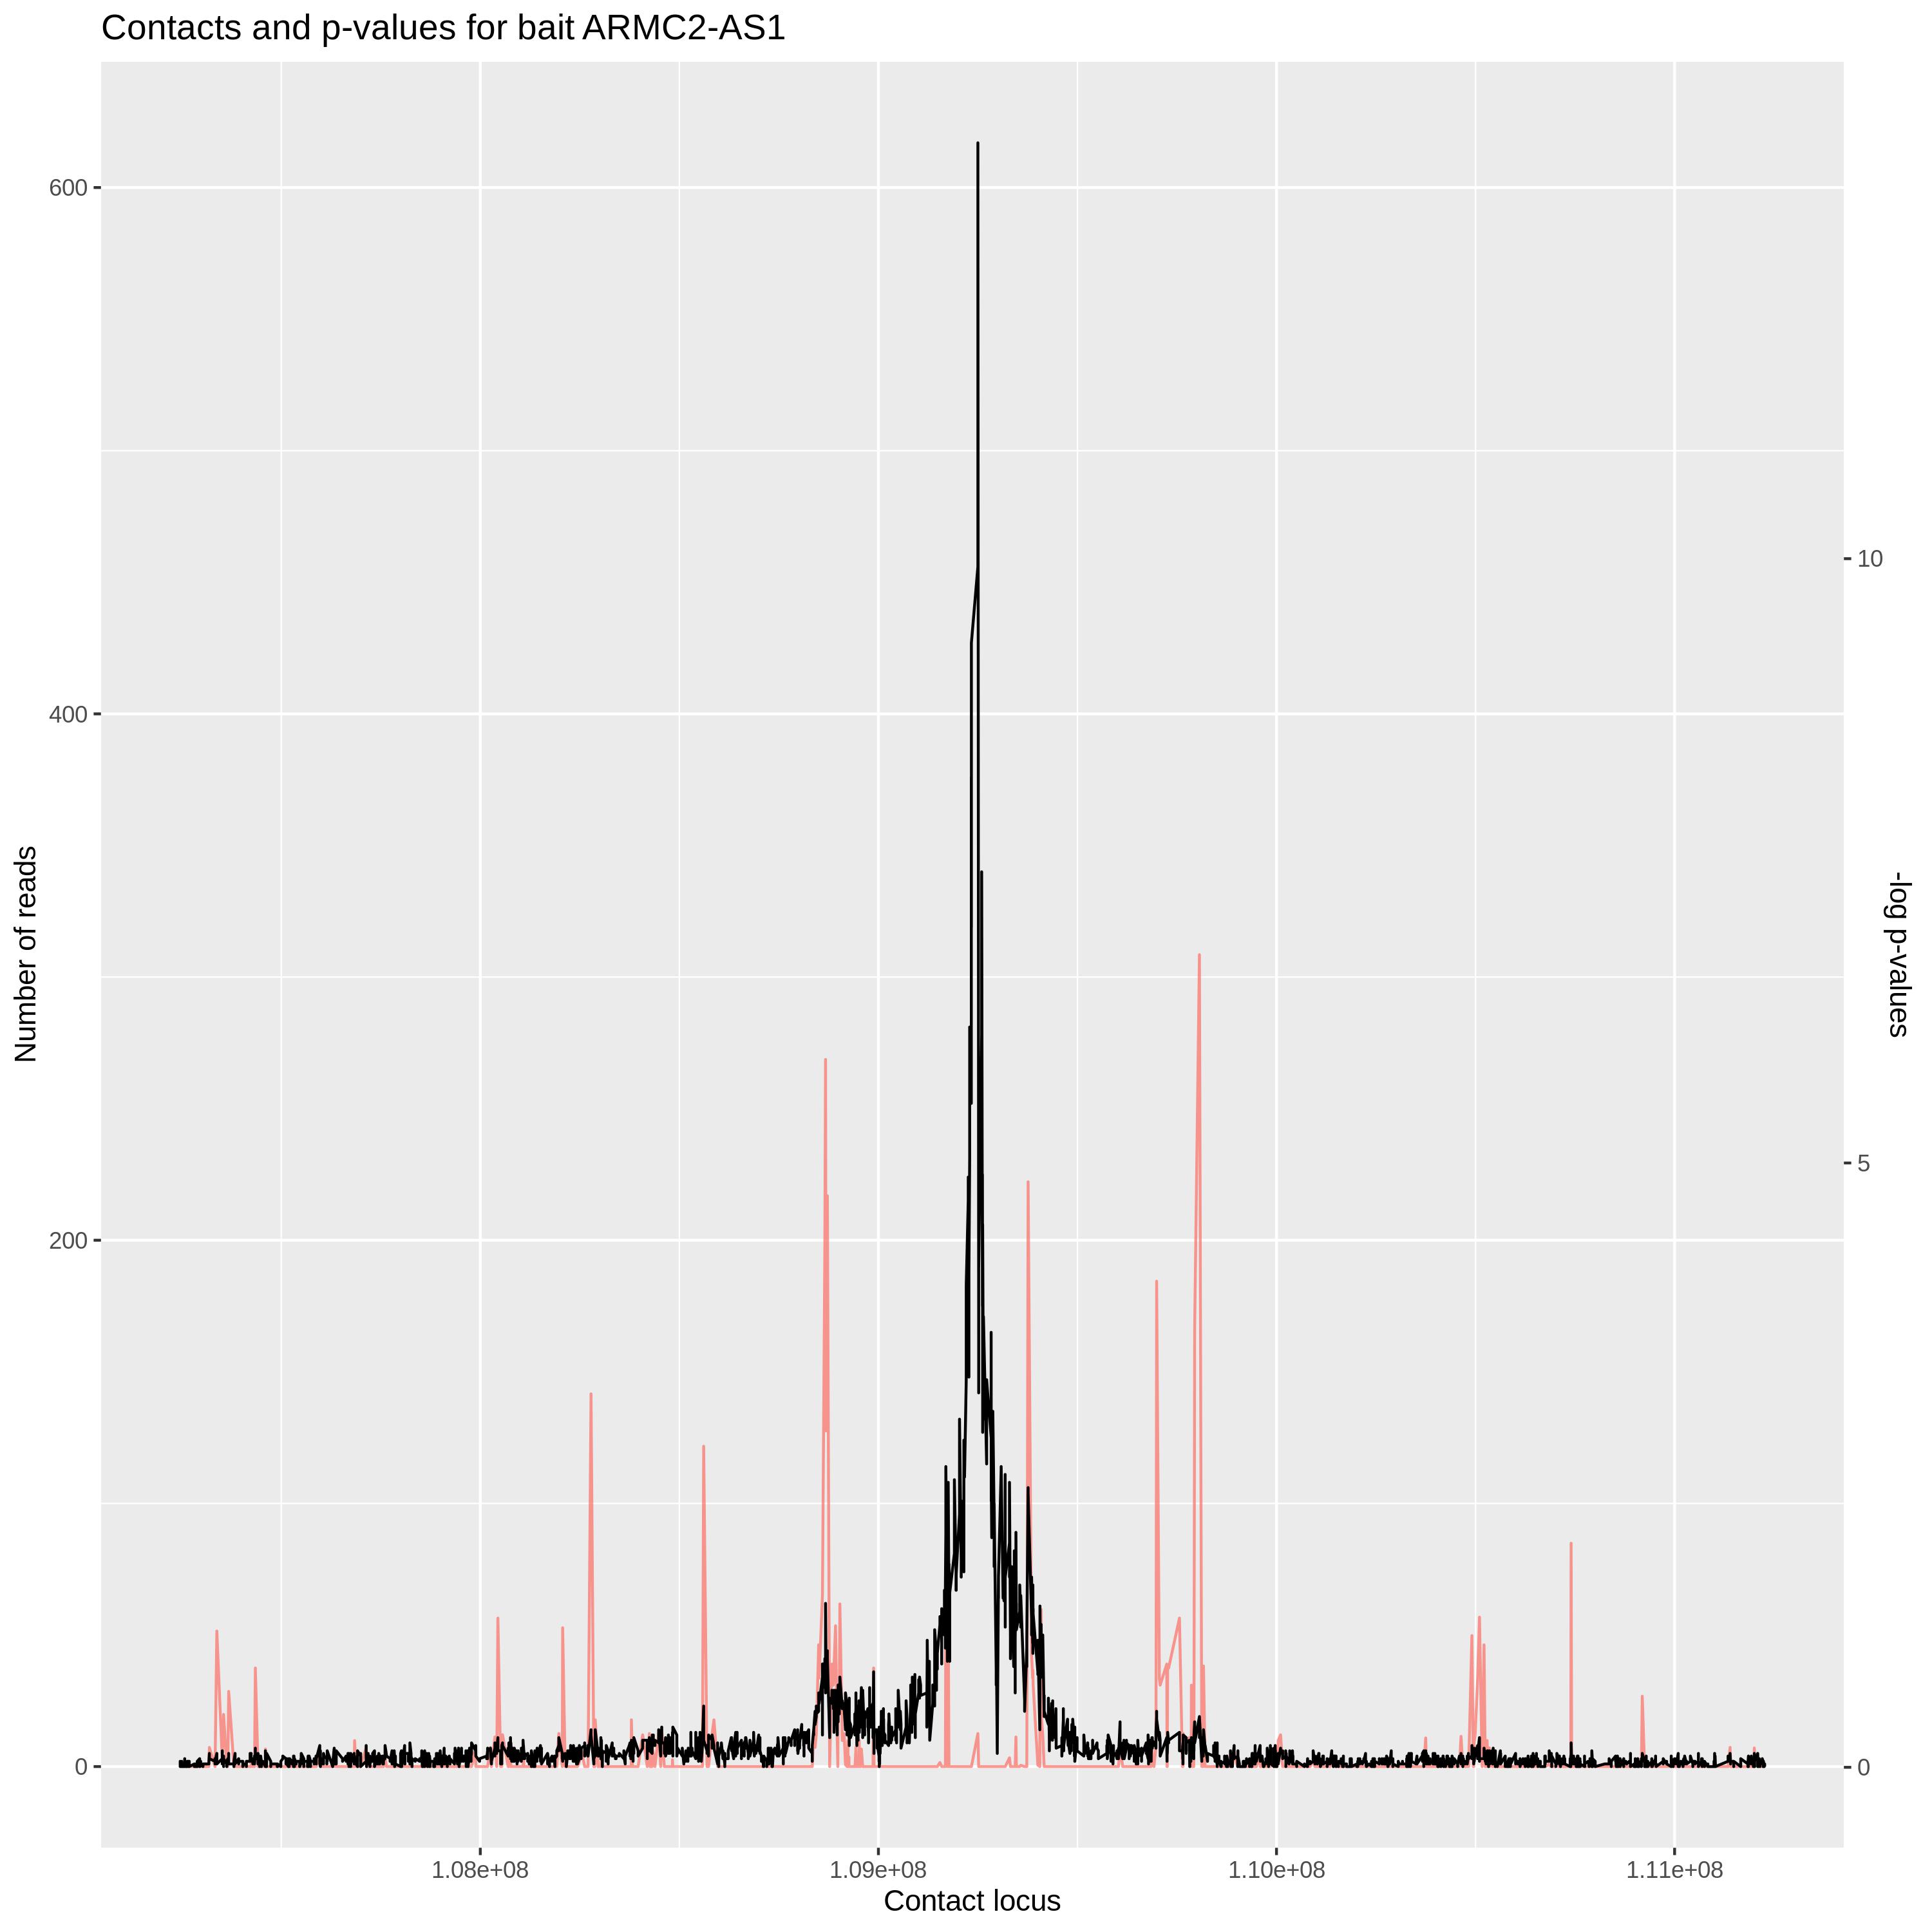 Contacts and p-values for bait ARMC2-AS1
600
400
200
0
Number of reads
10
5
0
-log p-values
1.08e+08
1.09e+08
1.10e+08
1.11e+08
Contact locus